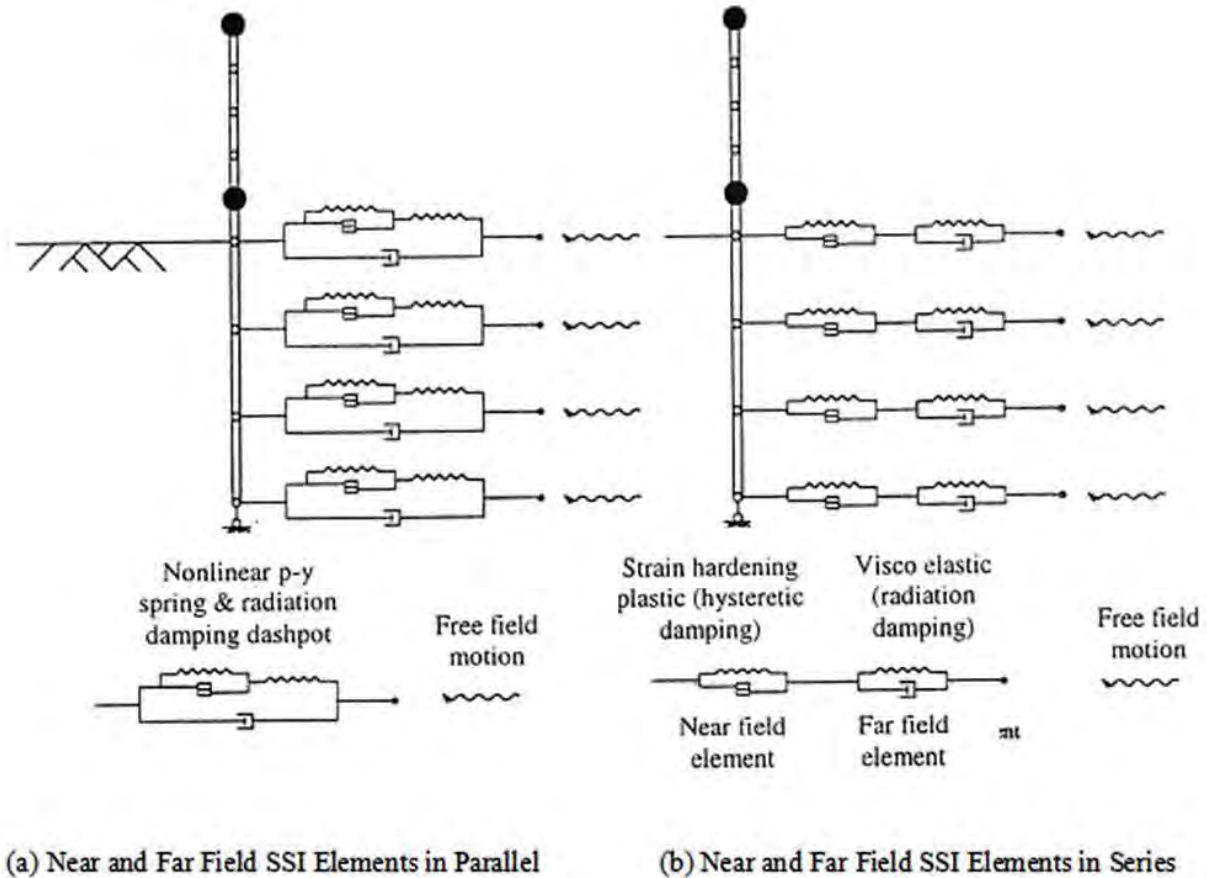 Nonlinear p-y
spring & radiation
damping dashpot
Free field
motion
Strain hardening
plastic (hysteretic
damping)
Visco elastic
(radiation
damping)
Free field
motion
Near field
element
Far field
element
(a) Near and Far Field SSI Elements in Parallel
(b) Near and Far Field SSI Elements in Series